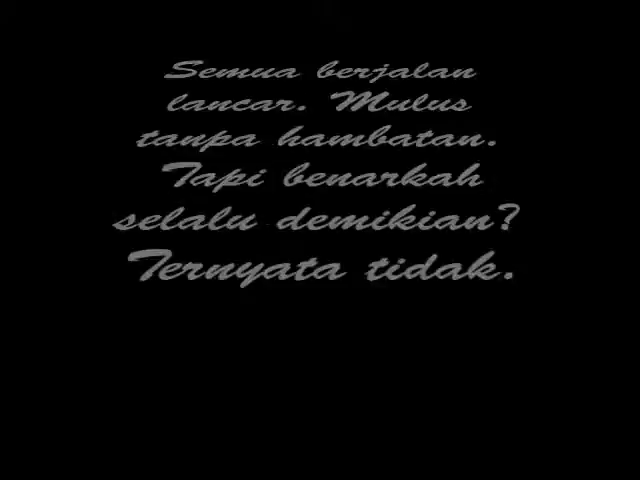 Semua berjalan
lancar. Mulus
tanpa hambatan.
Tapi benarkah
selalu demikian?
Ternyata tidak.